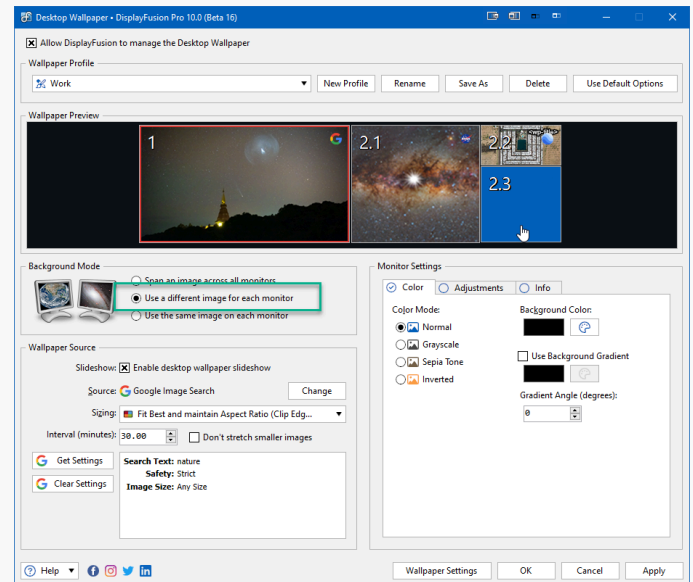 Desktop Wallpaper • DisplayFusion Pro 10.0 (Beta 16)
Allow DisplayFusion to manage the Desktop Wallpaper
Wallpaper Profile
Work
New Profile
Rename
Save As
Delete
Use Default Options
Wallpaper Preview
1
2.1
2.2
2.3
Background Mode
Span an image across all monitors
Use a different image for each monitor
Use the same image on each monitor
Monitor Settings
Color
Adjustments
Info
Color Mode:
Normal
Grayscale
Sepia Tone
Inverted
Background Color:
Use Background Gradient
Gradient Angle (degrees):
0
Wallpaper Source
Slideshow:
Enable desktop wallpaper slideshow
Source:
Google Image Search
Change
Sizing:
Fit Best and maintain Aspect Ratio (Clip Edg...
Interval (minutes):
30.00
Don't stretch smaller images
Get Settings
Clear Settings
Search Text: nature
Safety: Strict
Image Size: Any Size
Help
Wallpaper Settings
OK
Cancel
Apply